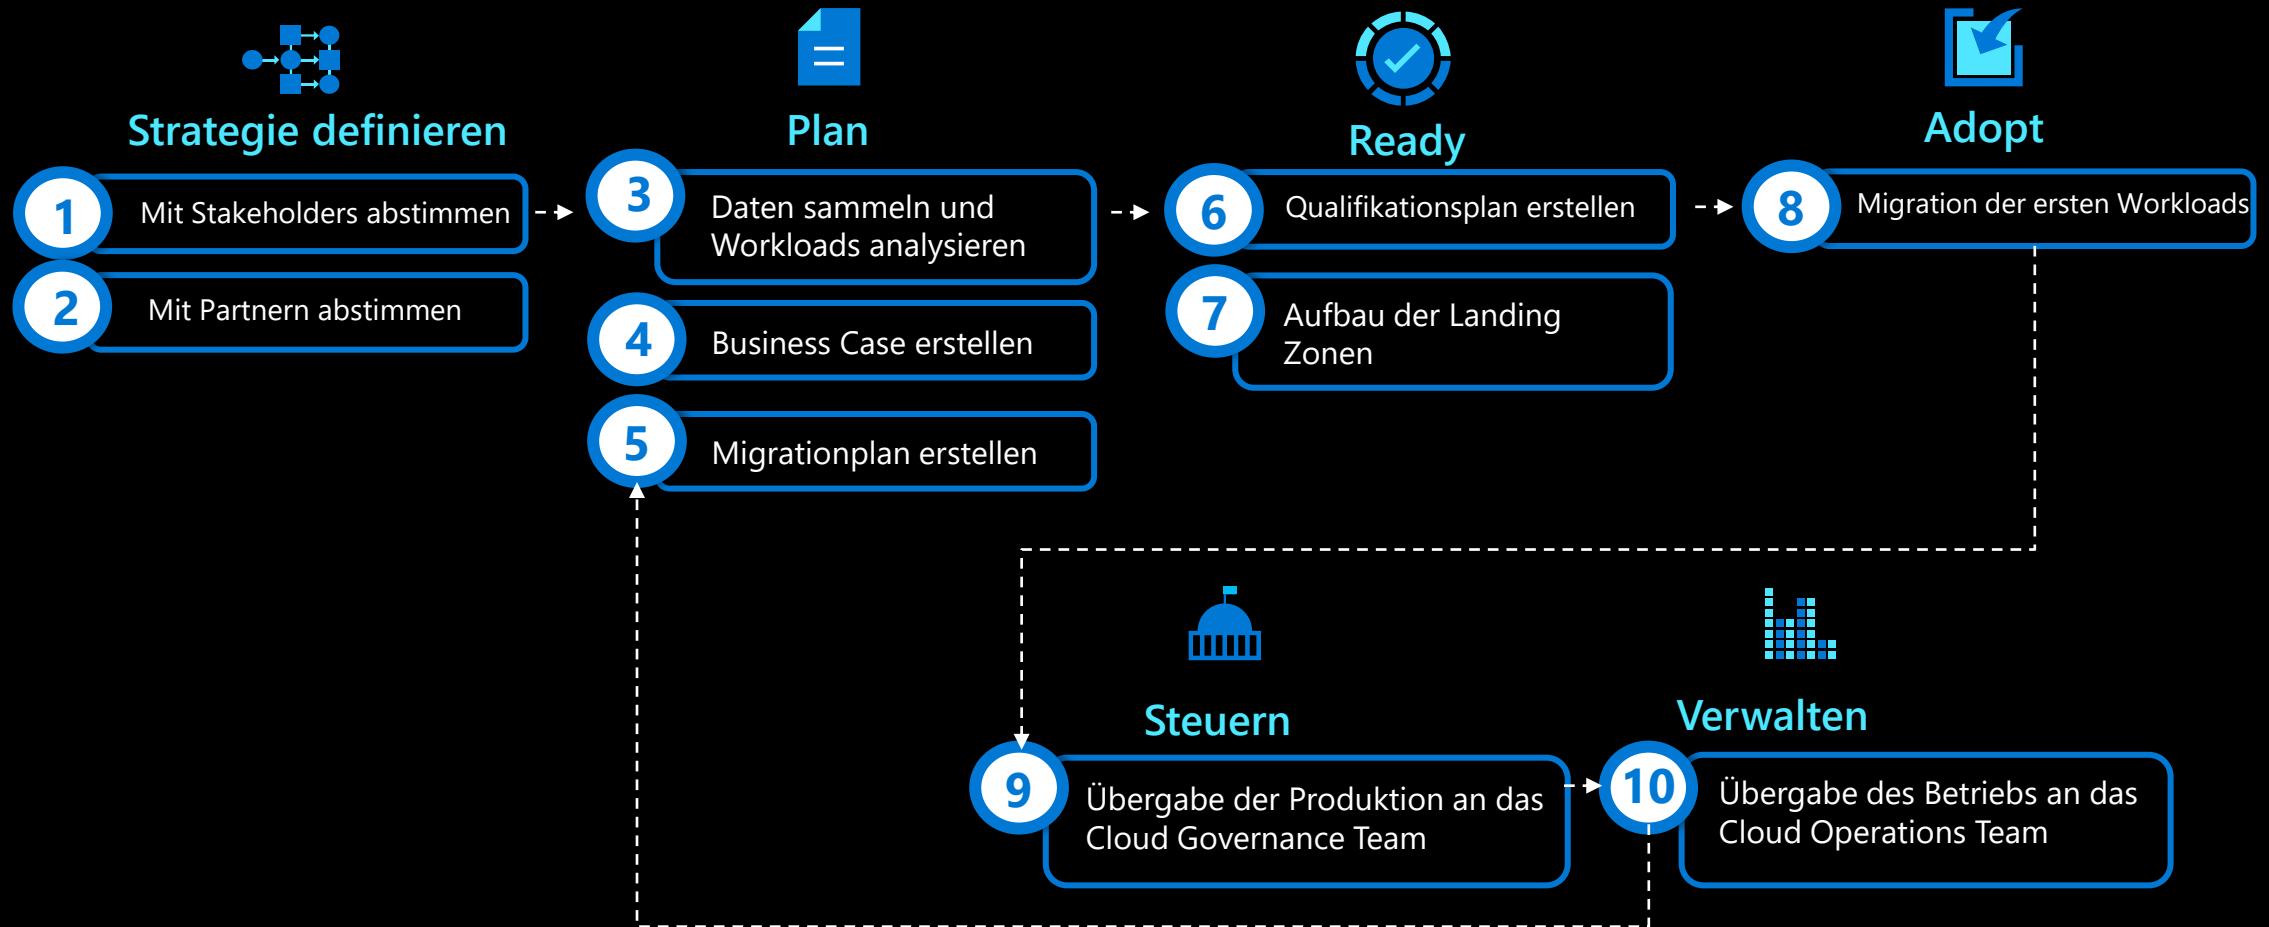 Strategie definieren
1
Mit Stakeholders abstimmen
2
Mit Partnern abstimmen
Plan
3
Daten sammeln und
Workloads analysieren
4
Business Case erstellen
5
Migrationplan erstellen
Ready
6
Qualifikationsplan erstellen
7
Aufbau der Landing
Zonen
Adopt
8
Migration der ersten Workloads
Steuern
9
Übergabe der Produktion an das
Cloud Governance Team
Verwalten
10
Übergabe des Betriebs an das
Cloud Operations Team